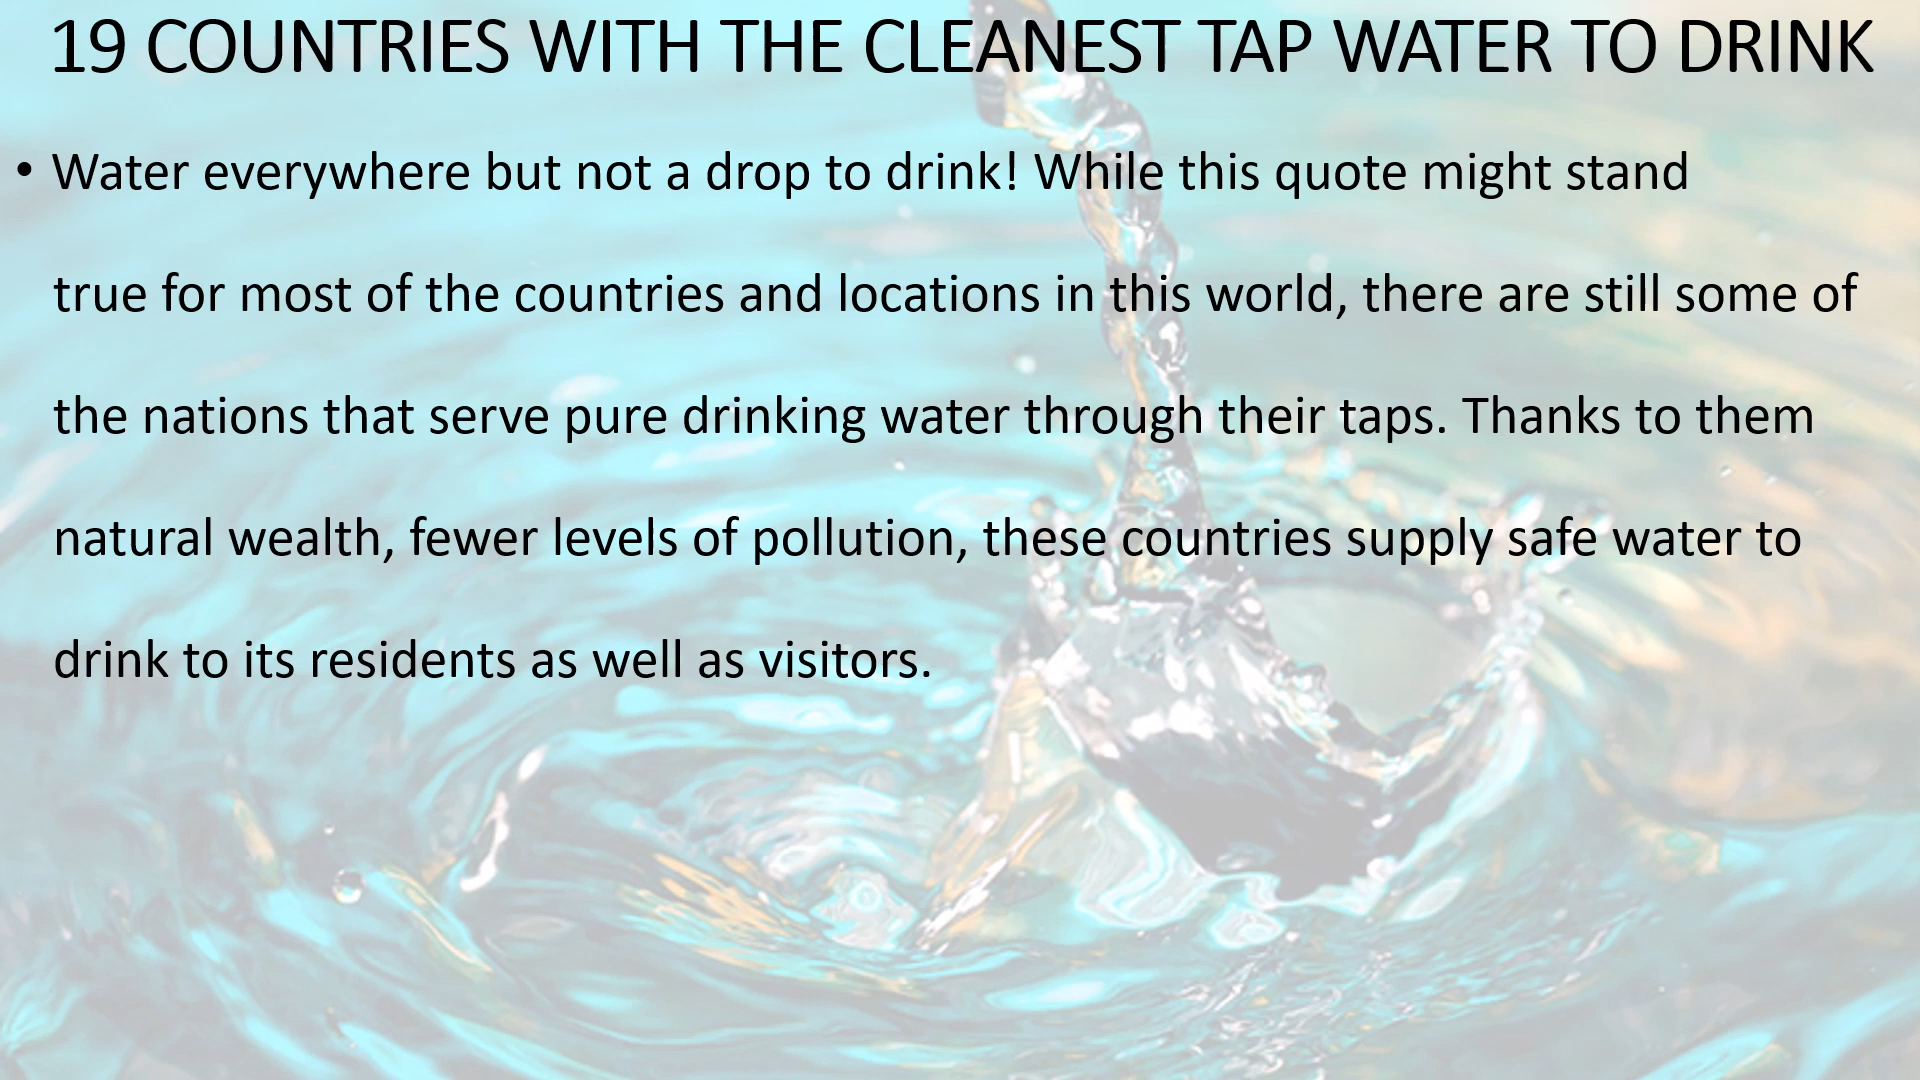 19 COUNTRIES WITH THE CLEANEST TAP WATER TO DRINK
• Water everywhere but not a drop to drink! While this quote might stand
true for most of the countries and locations in this world, there are still some of
the nations that serve pure drinking water through their taps. Thanks to them
natural wealth, fewer levels of pollution, these countries supply safe water to
drink to its residents as well as visitors.